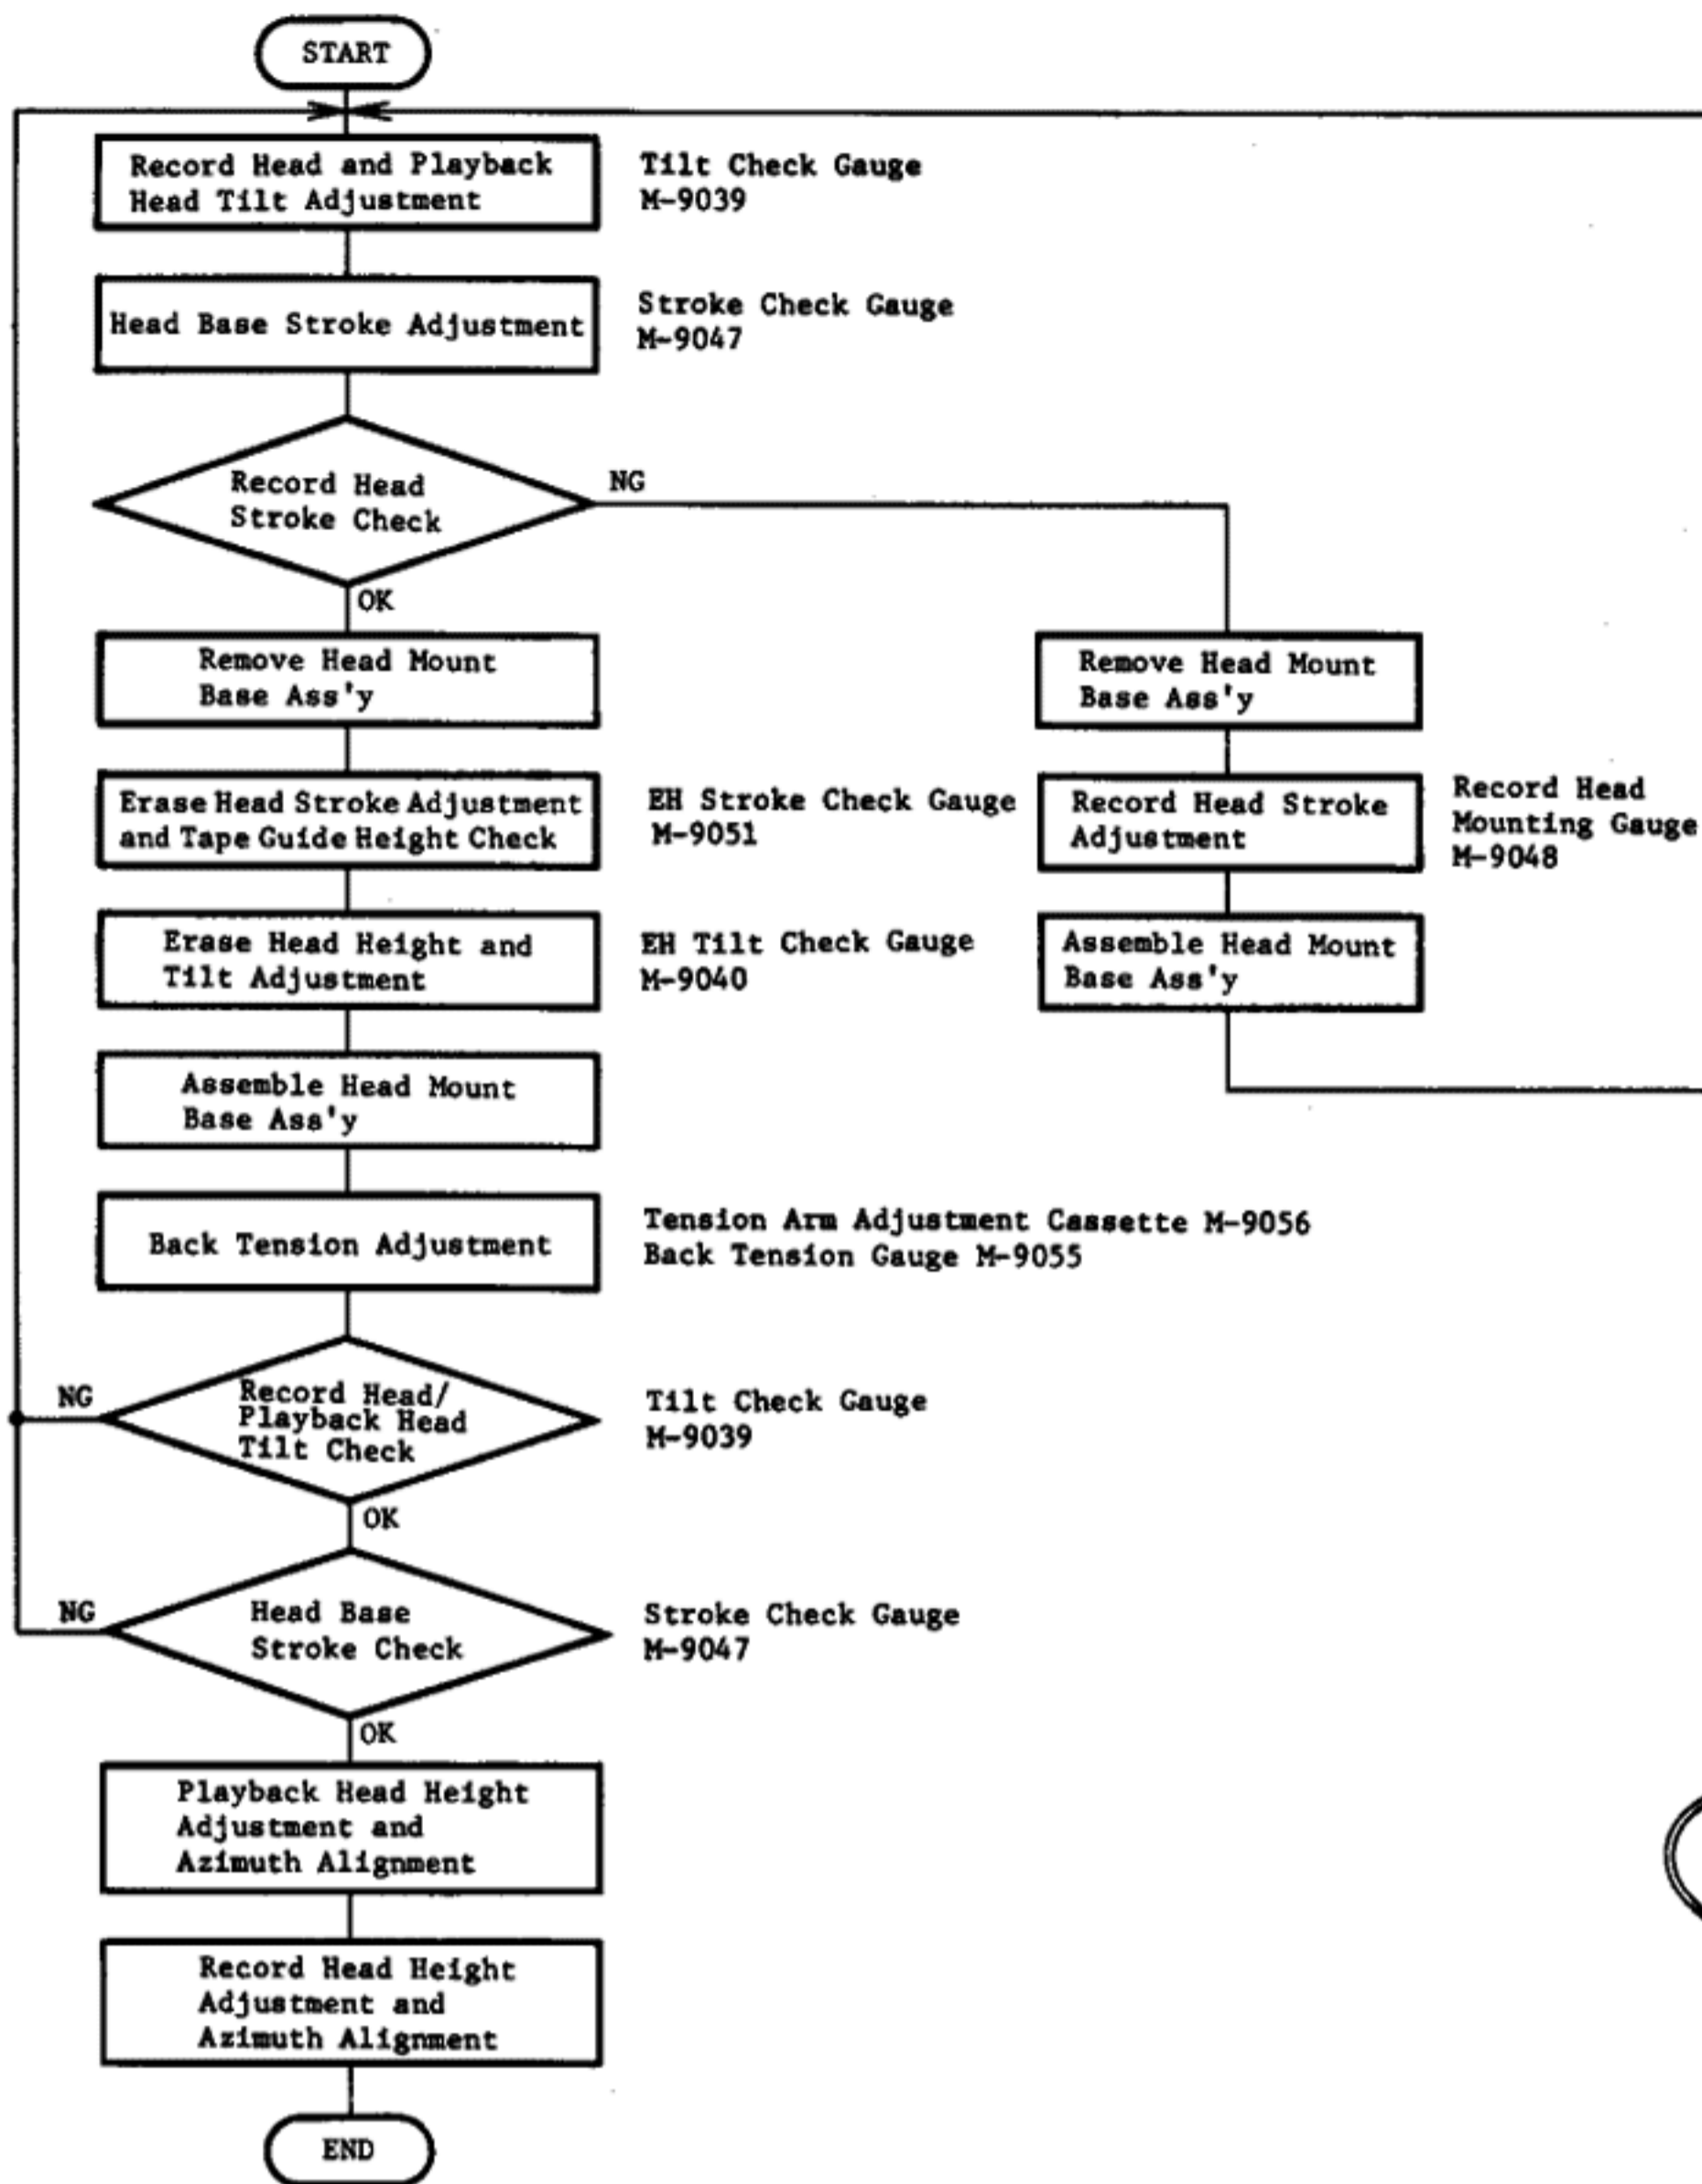 START
Record Head and Playback
Head Tilt Adjustment
Tilt Check Gauge
M-9039
Head Base Stroke Adjustment
Stroke Check Gauge
M-9047
Record Head
Stroke Check
NG
OK
Remove Head Mount
Base Ass'y
Remove Head Mount
Base Ass'y
Erase Head Stroke Adjustment
and Tape Guide Height Check
EH Stroke Check Gauge
M-9051
Record Head Stroke
Adjustment
Record Head
Mounting Gauge
M-9048
Erase Head Height and
Tilt Adjustment
EH Tilt Check Gauge
M-9040
Assemble Head Mount
Base Ass'y
Assemble Head Mount
Base Ass'y
Back Tension Adjustment
Tension Arm Adjustment Cassette M-9056
Back Tension Gauge M-9055
NG
Record Head/
Playback Head
Tilt Check
Tilt Check Gauge
M-9039
OK
NG
Head Base
Stroke Check
Stroke Check Gauge
M-9047
OK
Playback Head Height
Adjustment and
Azimuth Alignment
Record Head Height
Adjustment and
Azimuth Alignment
END